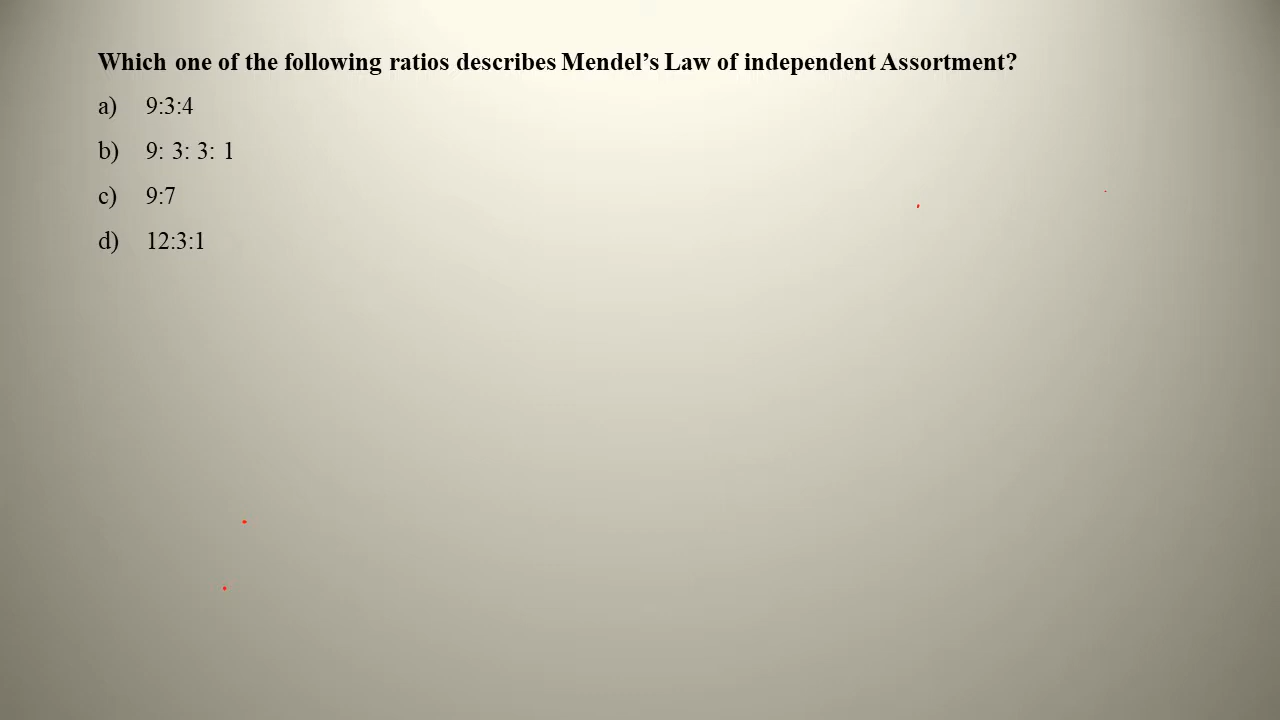 Which one of the following ratios describes Mendel’s Law of independent Assortment?
a) 9:3:4
b) 9: 3: 3: 1
c) 9:7
d) 12:3:1